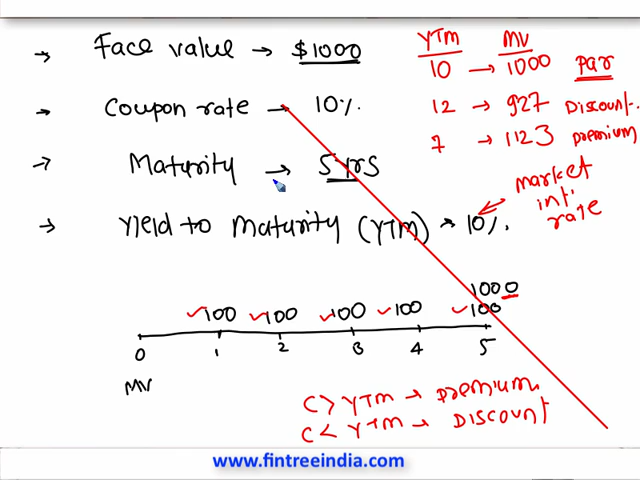 → Face value → $1000
→ Coupon rate → 10%.
→ Maturity → 5 yrs
→ Yield to maturity (YTM) → 10%.
YTM MV
10 → 1000 par
12 → 927 Discount.
7 → 1123 premium
market
int.
rate
1000
✓100 ✓100 ✓100 ✓100 ✓100
0 1 2 3 4 5
MV
C > YTM → premium.
C < YTM → Discount
www.fintreeindia.com